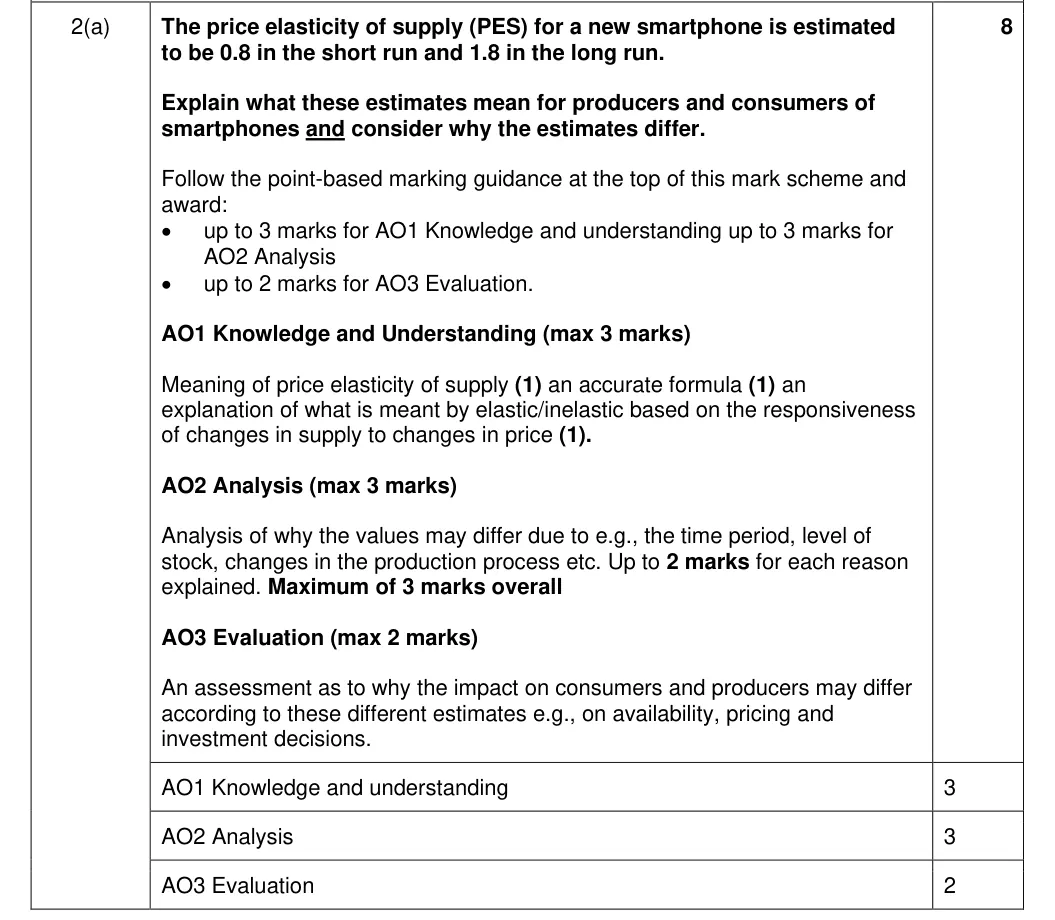 2(a)
The price elasticity of supply (PES) for a new smartphone is estimated
to be 0.8 in the short run and 1.8 in the long run.
8
Explain what these estimates mean for producers and consumers of
smartphones and consider why the estimates differ.
Follow the point-based marking guidance at the top of this mark scheme and
award:
• up to 3 marks for AO1 Knowledge and understanding up to 3 marks for
AO2 Analysis
• up to 2 marks for AO3 Evaluation.
AO1 Knowledge and Understanding (max 3 marks)
Meaning of price elasticity of supply (1) an accurate formula (1) an
explanation of what is meant by elastic/inelastic based on the responsiveness
of changes in supply to changes in price (1).
AO2 Analysis (max 3 marks)
Analysis of why the values may differ due to e.g., the time period, level of
stock, changes in the production process etc. Up to 2 marks for each reason
explained. Maximum of 3 marks overall
AO3 Evaluation (max 2 marks)
An assessment as to why the impact on consumers and producers may differ
according to these different estimates e.g., on availability, pricing and
investment decisions.
AO1 Knowledge and understanding 3
AO2 Analysis 3
AO3 Evaluation 2